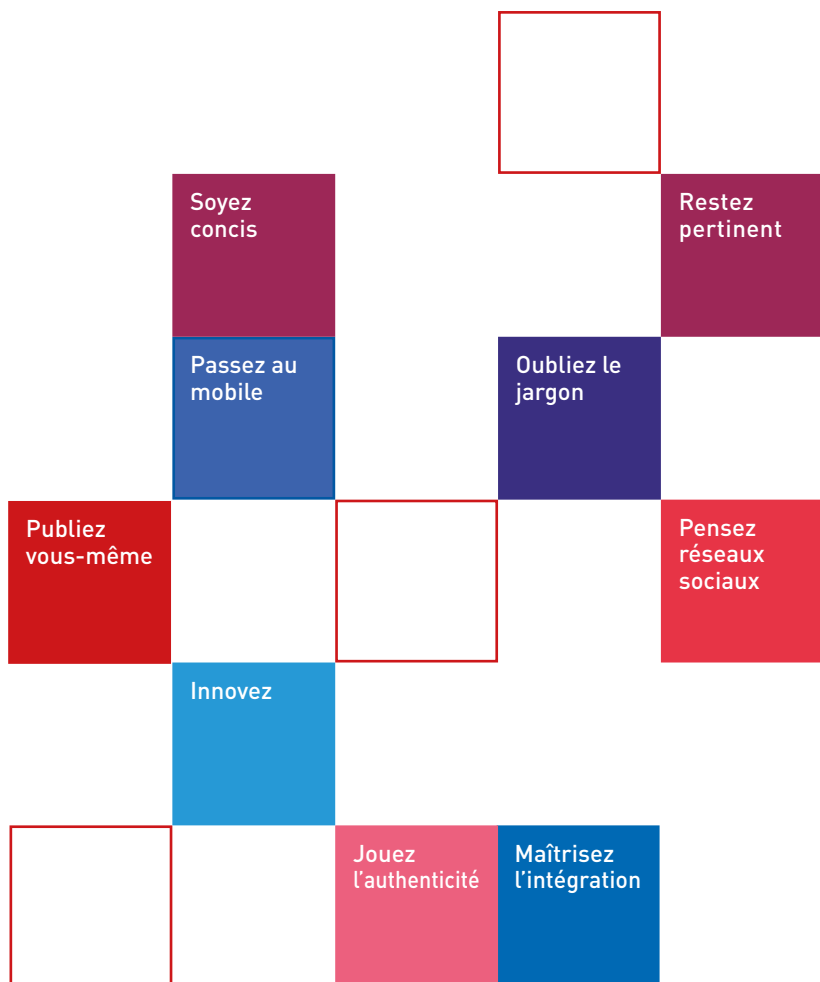 Soyez
concis
Restez
pertinent
Passez au
mobile
Oubliez le
jargon
Publiez
vous-même
Pensez
réseaux
sociaux
Innovez
Jouez
l’authenticité
Maîtrisez
l’intégration